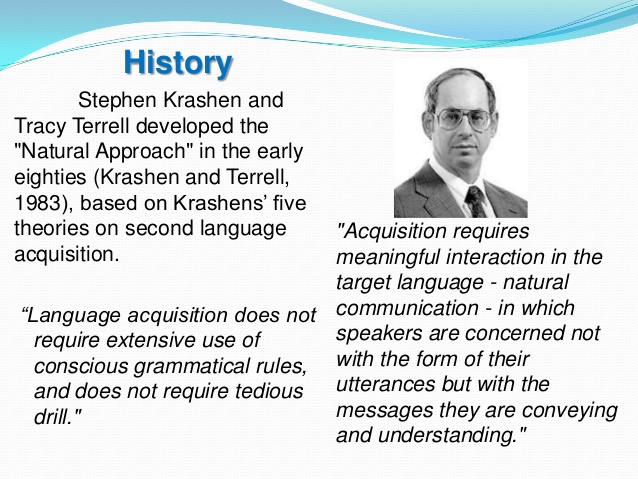 History
Stephen Krashen and
Tracy Terrell developed the
"Natural Approach" in the early
eighties (Krashen and Terrell,
1983), based on Krashens’ five
theories on second language
acquisition.
“Language acquisition does not
require extensive use of
conscious grammatical rules,
and does not require tedious
drill."
"Acquisition requires
meaningful interaction in the
target language - natural
communication - in which
speakers are concerned not
with the form of their
utterances but with the
messages they are conveying
and understanding."